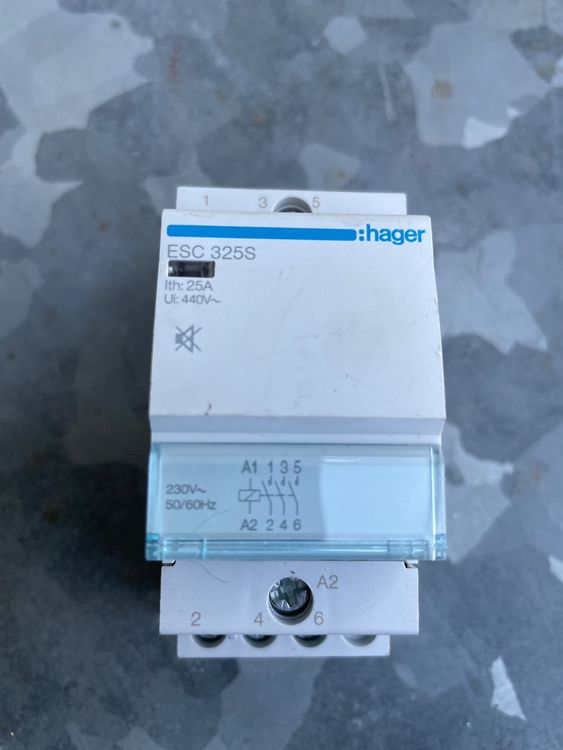 1 3 5
:hager
ESC 325S
Ith: 25A
Ui: 440V~
A1 1 3 5
230V~
50/60Hz
A2 2 4 6
A2
2 4 6